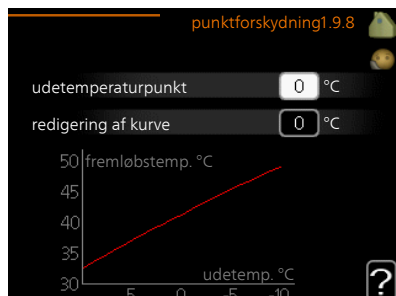 punktforskydning1.9.8
udetemperaturpunkt 0 °C
redigering af kurve 0 °C
50 fremløbstemp. °C
45
40
35
30 udetemp. °C
5 0 -5 -10
?